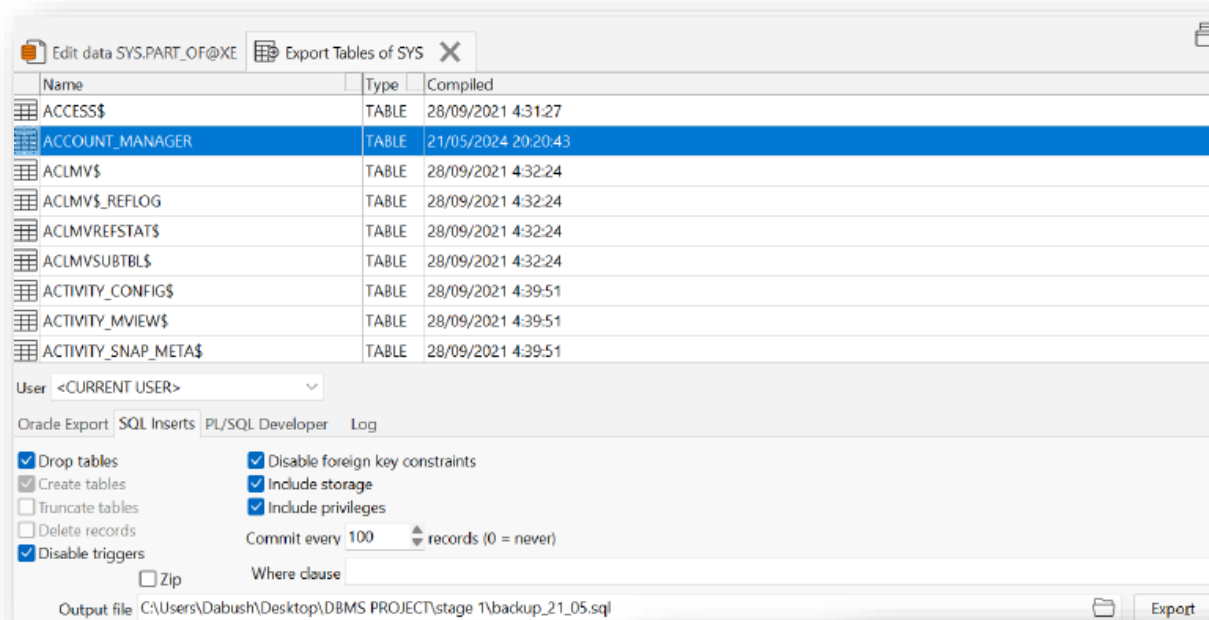 Edit data SYS.PART_OF@XE Export Tables of SYS
Name Type Compiled
ACCESS$ TABLE 28/09/2021 4:31:27
ACCOUNT_MANAGER TABLE 21/05/2024 20:20:43
ACLMV$ TABLE 28/09/2021 4:32:24
ACLMV$_REFLOG TABLE 28/09/2021 4:32:24
ACLMVREFSTAT$ TABLE 28/09/2021 4:32:24
ACLMVSUBTBL$ TABLE 28/09/2021 4:32:24
ACTIVITY_CONFIG$ TABLE 28/09/2021 4:39:51
ACTIVITY_MVIEW$ TABLE 28/09/2021 4:39:51
ACTIVITY_SNAP_META$ TABLE 28/09/2021 4:39:51
User <CURRENT USER>
Oracle Export SQL Inserts PL/SQL Developer Log
Drop tables Disable foreign key constraints
Create tables Include storage
Truncate tables Include privileges
Delete records Commit every 100 records (0 = never)
Disable triggers
Zip Where clause
Output file C:\Users\Dabush\Desktop\DBMS PROJECT\stage 1\backup_21_05.sql Export